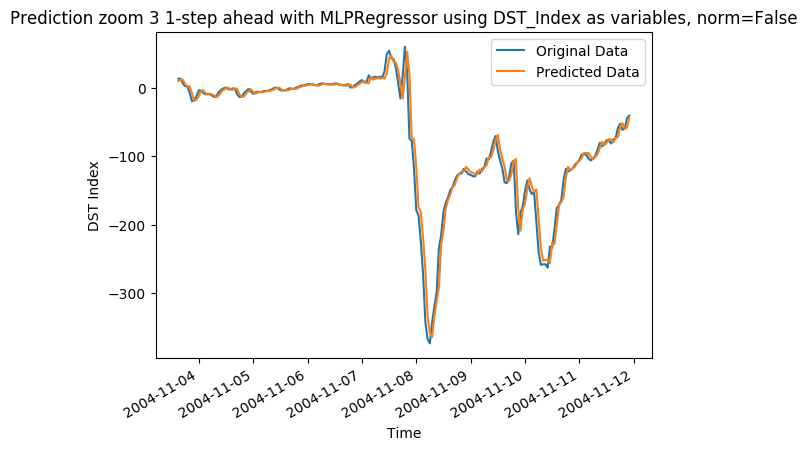 Prediction zoom 3 1-step ahead with MLPRegressor using DST_Index as variables, norm=False
Original Data
Predicted Data
0
−100
−200
−300
DST Index
2004-11-04
2004-11-05
2004-11-06
2004-11-07
2004-11-08
2004-11-09
2004-11-10
2004-11-11
2004-11-12
Time